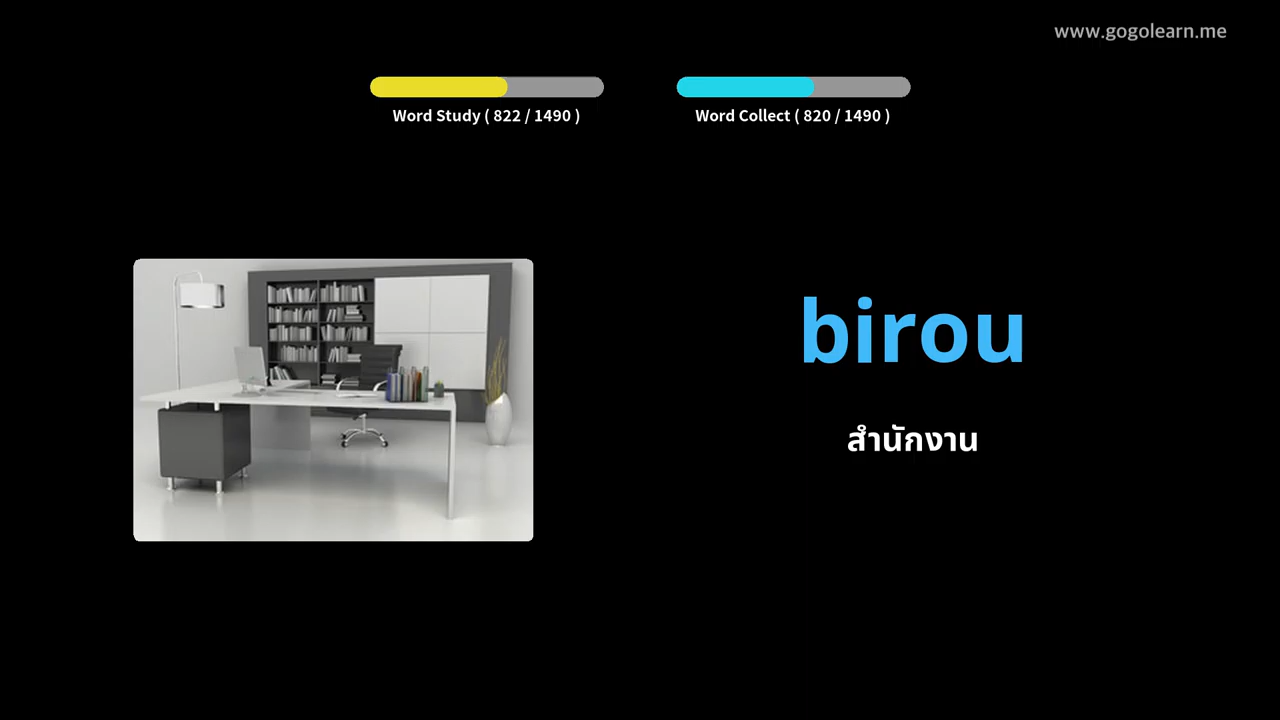 www.gogolearn.me
Word Study ( 822 / 1490 )
Word Collect ( 820 / 1490 )
birou
สำนักงาน